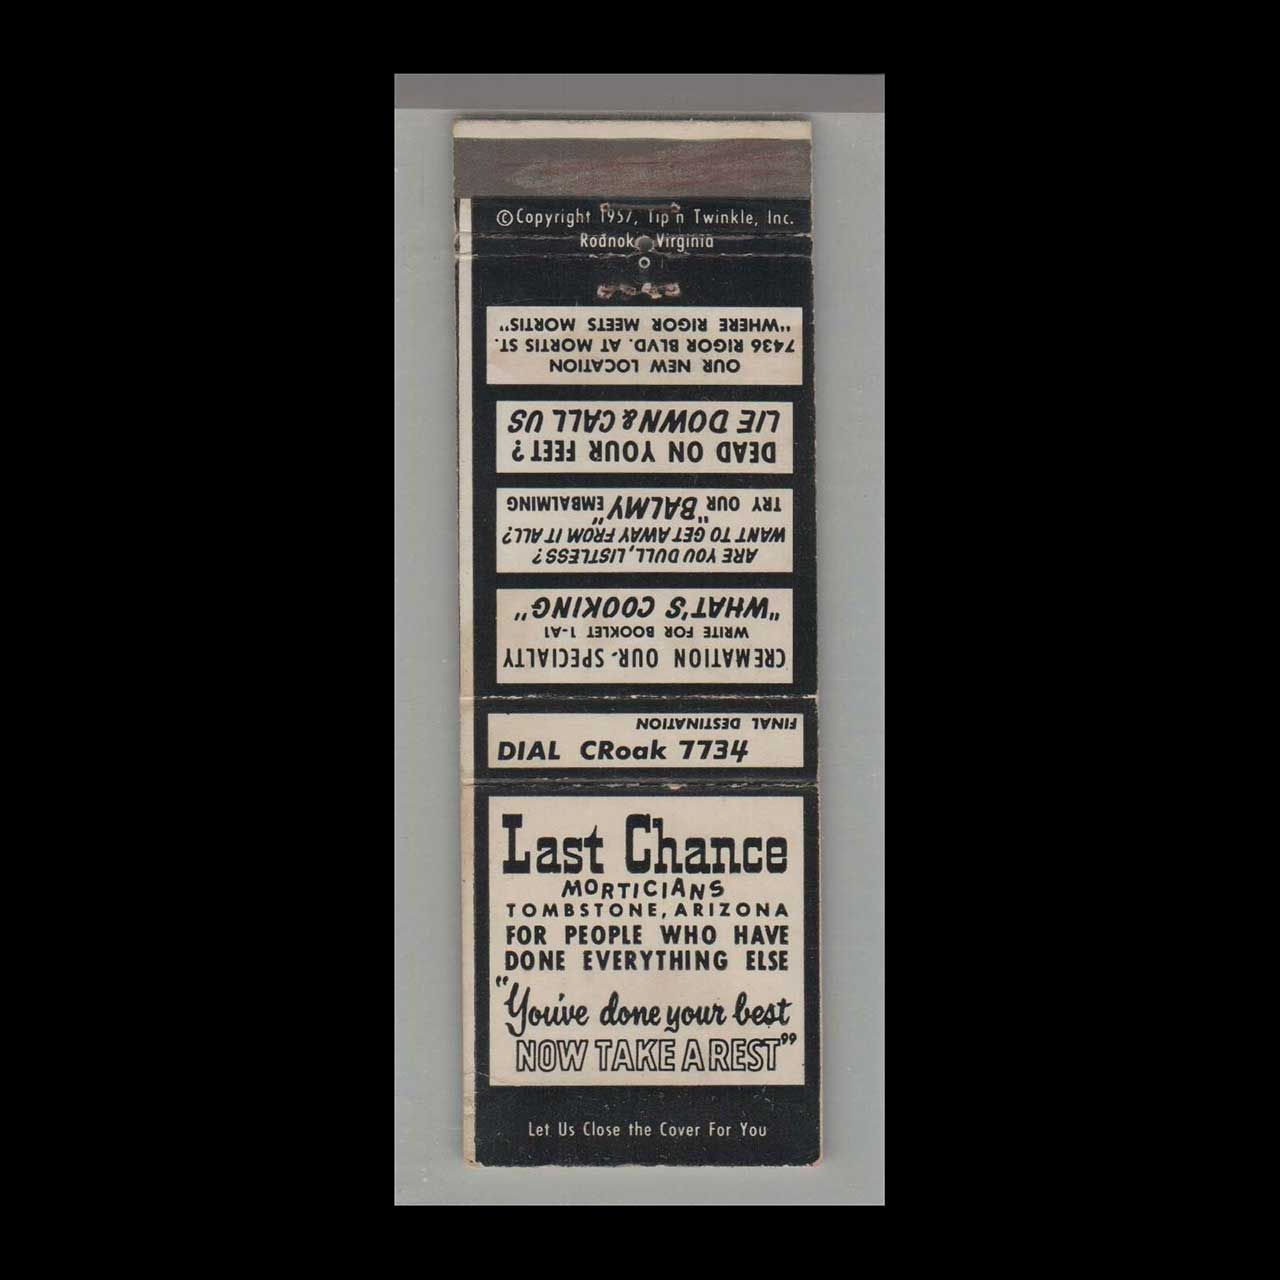 © Copyright 1957, Tip'n Twinkle, Inc.
Roanok Virginia
OUR NEW LOCATION
7436 RIGOR BLVD. AT MORTIS ST.
"WHERE RIGOR MEETS MORTIS"
DEAD ON YOUR FEET?
LIE DOWN & CALL US
ARE YOU DULL, LISTLESS?
WANT TO GET AWAY FROM IT ALL?
TRY OUR "BALMY" EMBALMING
CREMATION OUR SPECIALTY
WRITE FOR BOOKLET 1-A1
"WHAT'S COOKING"
FINAL DESTINATION
DIAL CRoak 7734
Last Chance
MORTICIANS
TOMBSTONE, ARIZONA
FOR PEOPLE WHO HAVE
DONE EVERYTHING ELSE
"You've done your best
NOW TAKE A REST"
Let Us Close the Cover For You